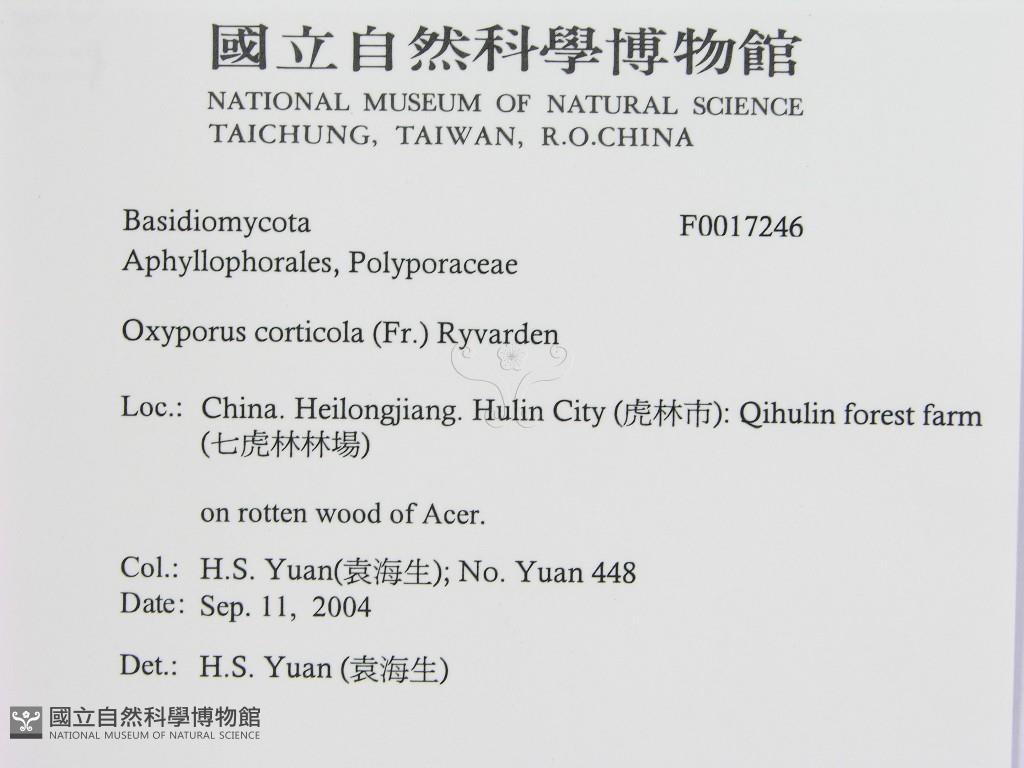 國立自然科學博物館
NATIONAL MUSEUM OF NATURAL SCIENCE
TAICHUNG, TAIWAN, R.O.CHINA
Basidiomycota F0017246
Aphyllophorales, Polyporaceae
Oxyporus corticola (Fr.) Ryvarden
Loc.: China. Heilongjiang. Hulin City (虎林市): Qihulin forest farm
(七虎林林場)
on rotten wood of Acer.
Col.: H.S. Yuan(袁海生); No. Yuan 448
Date: Sep. 11, 2004
Det.: H.S. Yuan (袁海生)
國立自然科學博物館
NATIONAL MUSEUM OF NATURAL SCIENCE